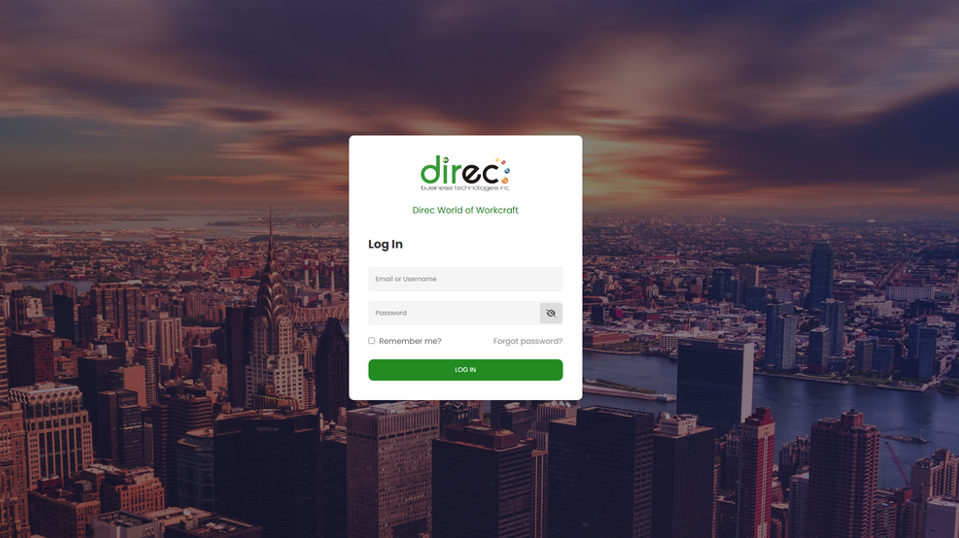 direc
business technologies inc
Direc World of Workcraft
Log In
Email or Username
Password
Remember me?
Forgot password?
LOG IN